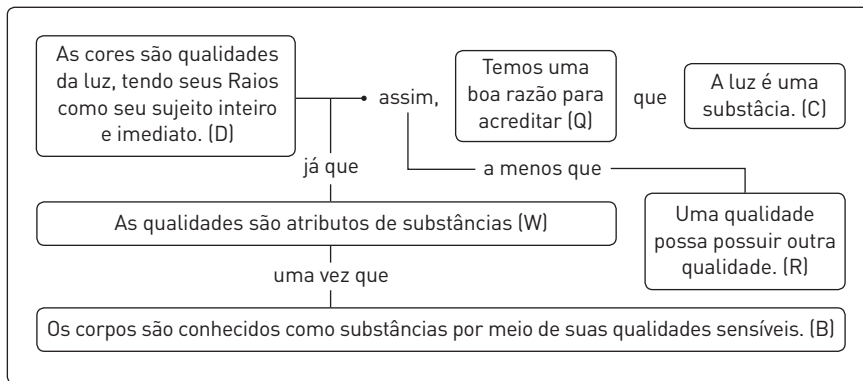 As cores são qualidades
da luz, tendo seus Raios
como seu sujeito inteiro
e imediato. (D)
assim,
Temos uma
boa razão para
acreditar (Q)
que
A luz é uma
substâcia. (C)
já que
a menos que
As qualidades são atributos de substâncias (W)
Uma qualidade
possa possuir outra
qualidade. (R)
uma vez que
Os corpos são conhecidos como substâncias por meio de suas qualidades sensíveis. (B)